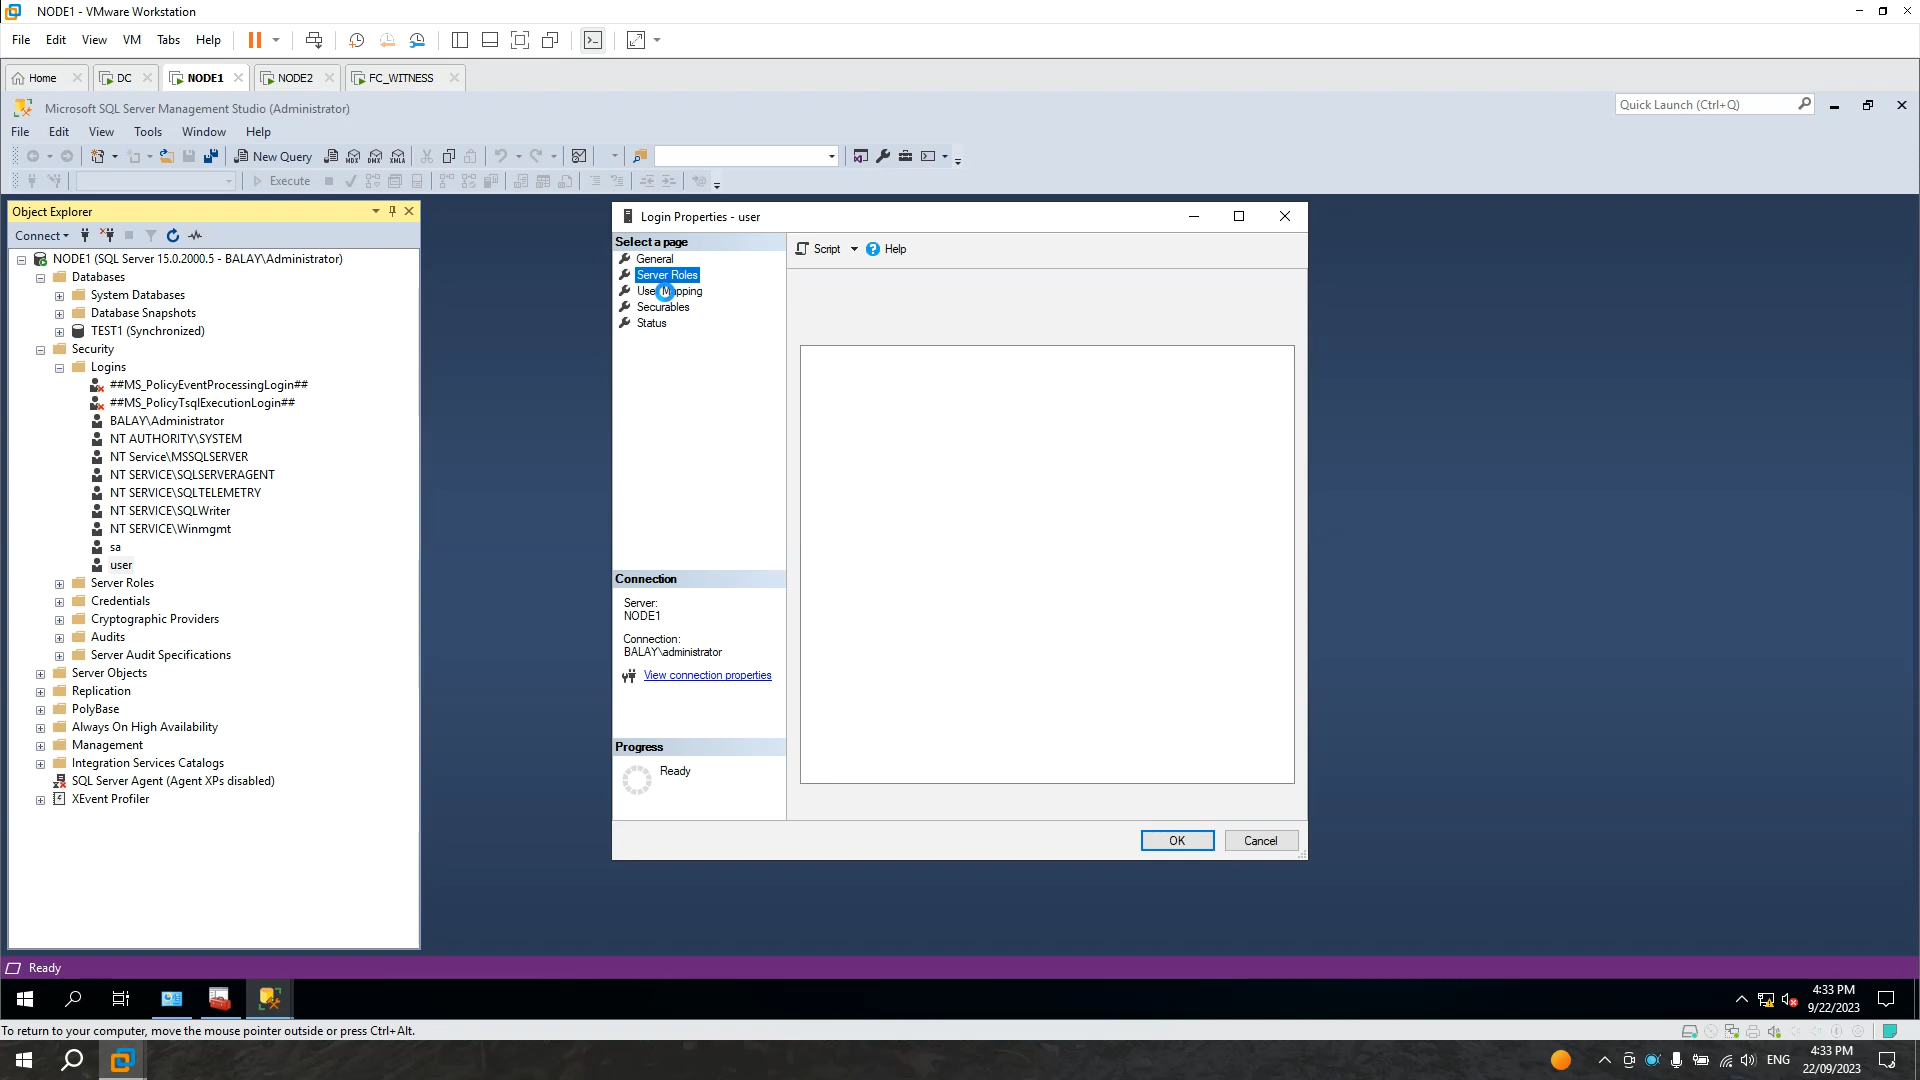 NODE1 - VMware Workstation
File Edit View VM Tabs Help
Home DC NODE1 NODE2 FC_WITNESS
Microsoft SQL Server Management Studio (Administrator)
Quick Launch (Ctrl+Q)
File Edit View Tools Window Help
New Query MDX DMX XMLA
Execute
Object Explorer
Connect
NODE1 (SQL Server 15.0.2000.5 - BALAY\Administrator)
Databases
System Databases
Database Snapshots
TEST1 (Synchronized)
Security
Logins
##MS_PolicyEventProcessingLogin##
##MS_PolicyTsqlExecutionLogin##
BALAY\Administrator
NT AUTHORITY\SYSTEM
NT Service\MSSQLSERVER
NT SERVICE\SQLSERVERAGENT
NT SERVICE\SQLTELEMETRY
NT SERVICE\SQLWriter
NT SERVICE\Winmgmt
sa
user
Server Roles
Credentials
Cryptographic Providers
Audits
Server Audit Specifications
Server Objects
Replication
PolyBase
Always On High Availability
Management
Integration Services Catalogs
SQL Server Agent (Agent XPs disabled)
XEvent Profiler
Login Properties - user
Select a page
General
Server Roles
User Mapping
Securables
Status
Script Help
Connection
Server:
NODE1
Connection:
BALAY\administrator
View connection properties
Progress
Ready
OK Cancel
Ready
4:33 PM
9/22/2023
To return to your computer, move the mouse pointer outside or press Ctrl+Alt.
ENG
4:33 PM
22/09/2023